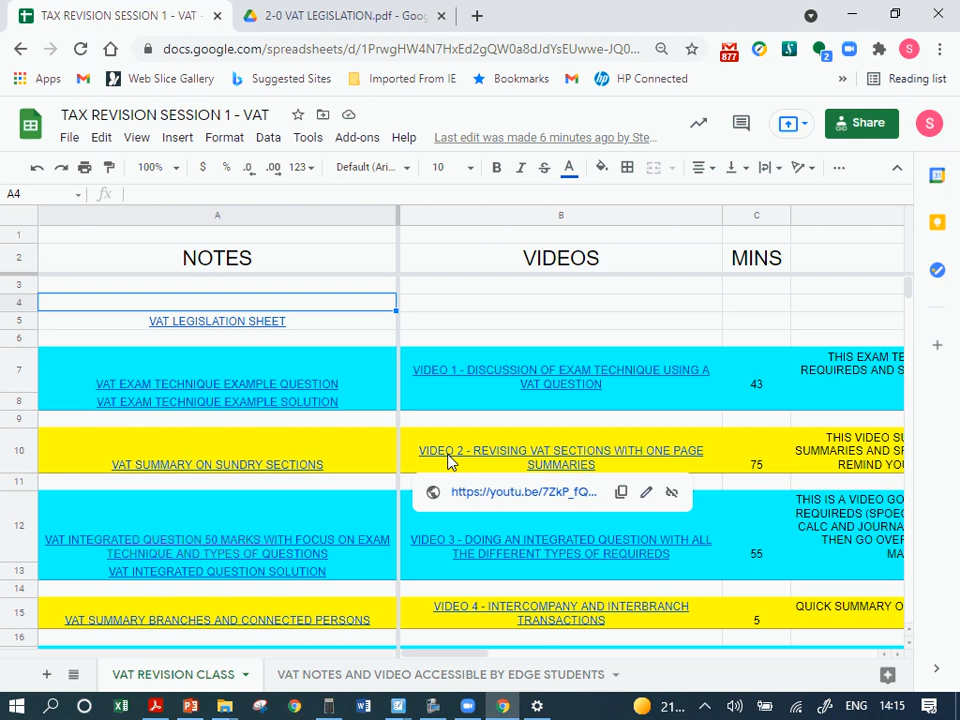 TAX REVISION SESSION 1 - VAT -
2-0 VAT LEGISLATION.pdf - Goog
docs.google.com/spreadsheets/d/1PrwgHW4N7HxEd2gQW0a8dJdYsEUwwe-JQ0...
877
2
S
Apps
Web Slice Gallery
Suggested Sites
Imported From IE
Bookmarks
HP Connected
Reading list
TAX REVISION SESSION 1 - VAT
File Edit View Insert Format Data Tools Add-ons Help
Last edit was made 6 minutes ago by Ste...
Share
S
100% $ % .0 .00 123 Default (Ari... 10 B I S A
A4
fx
A B C
1
2 NOTES VIDEOS MINS
3
4
5 VAT LEGISLATION SHEET
6
7 VAT EXAM TECHNIQUE EXAMPLE QUESTION
VIDEO 1 - DISCUSSION OF EXAM TECHNIQUE USING A
VAT QUESTION
43
THIS EXAM TE
REQUIREDS AND S
8 VAT EXAM TECHNIQUE EXAMPLE SOLUTION
9
10 VAT SUMMARY ON SUNDRY SECTIONS
VIDEO 2 - REVISING VAT SECTIONS WITH ONE PAGE
SUMMARIES
75
THIS VIDEO SU
SUMMARIES AND SP
REMIND YOU
11
https://youtu.be/7ZkP_fQ...
12 VAT INTEGRATED QUESTION 50 MARKS WITH FOCUS ON EXAM
TECHNIQUE AND TYPES OF QUESTIONS
VIDEO 3 - DOING AN INTEGRATED QUESTION WITH ALL
THE DIFFERENT TYPES OF REQUIREDS
55
THIS IS A VIDEO GO
REQUIREDS (SPOEC
CALC AND JOURNA
THEN GO OVER
MA
13 VAT INTEGRATED QUESTION SOLUTION
14
15 VAT SUMMARY BRANCHES AND CONNECTED PERSONS
VIDEO 4 - INTERCOMPANY AND INTERBRANCH
TRANSACTIONS
5
QUICK SUMMARY O
16
VAT REVISION CLASS
VAT NOTES AND VIDEO ACCESSIBLE BY EDGE STUDENTS
21...
ENG
14:15